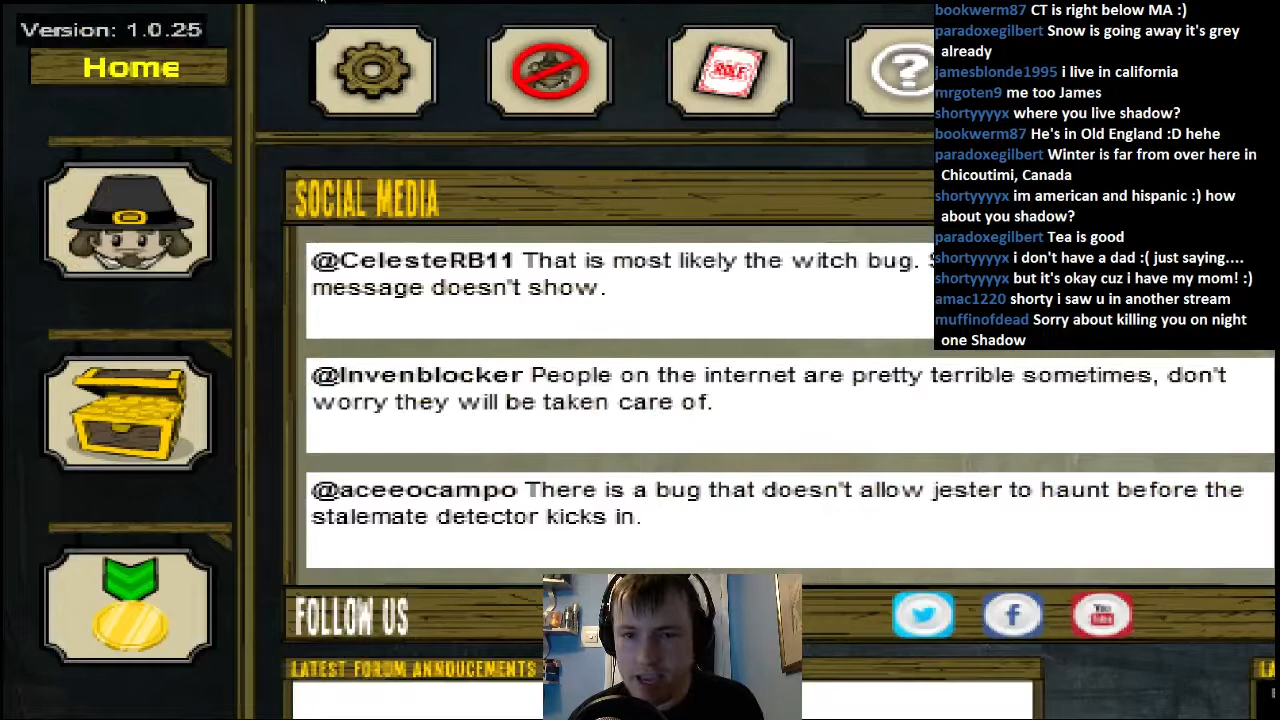 Version: 1.0.25
Home
ROLE
?
SOCIAL MEDIA
@CelesteRB11 That is most likely the witch bug. S
message doesn't show.
@Invenblocker People on the internet are pretty terrible sometimes, don't
worry they will be taken care of.
@aceeocampo There is a bug that doesn't allow jester to haunt before the
stalemate detector kicks in.
FOLLOW US
f
You
Tube
LATEST FORUM ANNOUCEMENTS
LA
bookwerm87 CT is right below MA :)
paradoxegilbert Snow is going away it's grey
already
jamesblonde1995 i live in california
mrgoten9 me too James
shortyyyyx where you live shadow?
bookwerm87 He's in Old England :D hehe
paradoxegilbert Winter is far from over here in
Chicoutimi, Canada
shortyyyyx im american and hispanic :) how
about you shadow?
paradoxegilbert Tea is good
shortyyyyx i don't have a dad :( just saying....
shortyyyyx but it's okay cuz i have my mom! :)
amac1220 shorty i saw u in another stream
muffinofdead Sorry about killing you on night
one Shadow